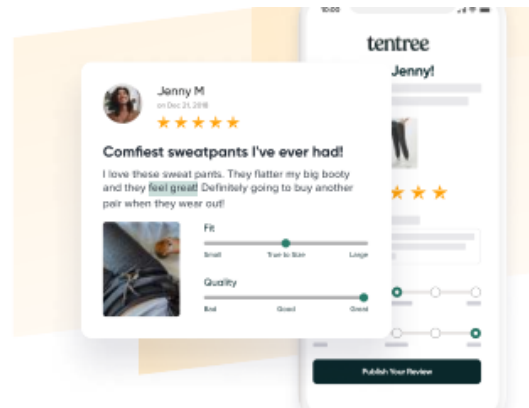 10:00
tentree
Jenny!
Jenny M
on Dec 21, 2018
Comfiest sweatpants I've ever had!
I love these sweat pants. They flatter my big booty
and they feel great! Definitely going to buy another
pair when they wear out!
Fit
Small True to Size Large
Quality
Bad Good Great
Publish Your Review